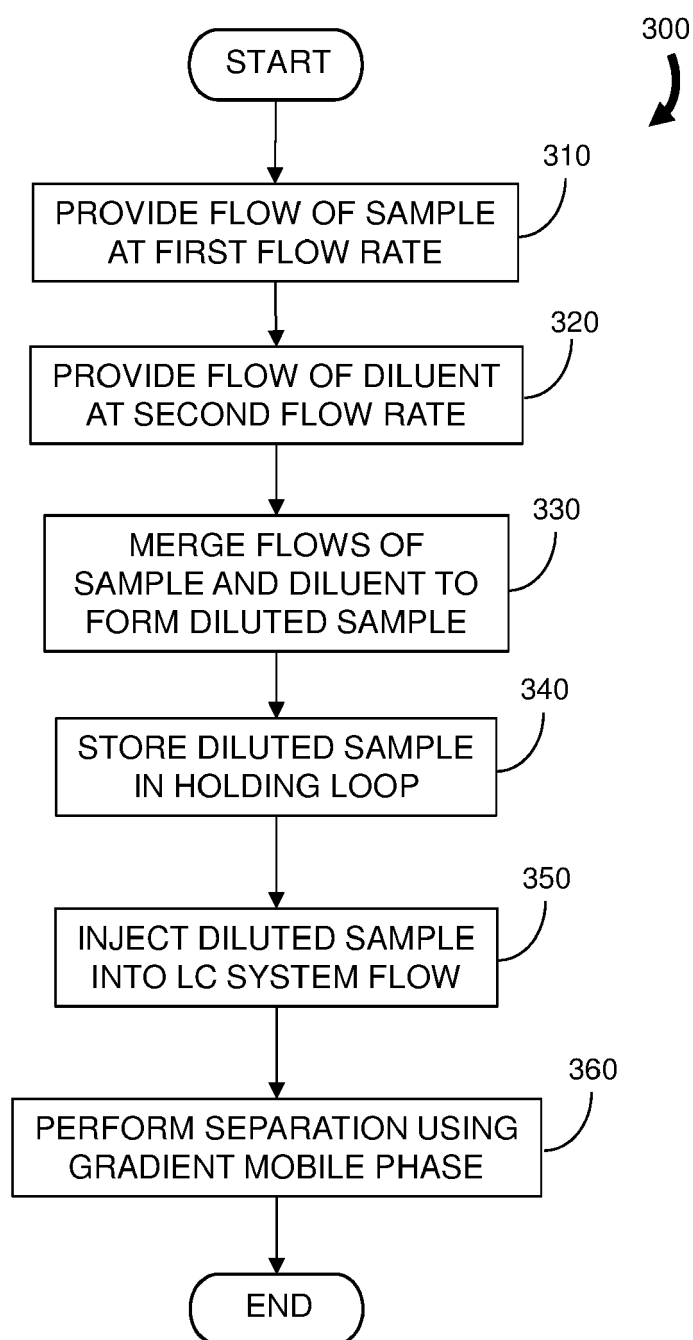 300
START
310
PROVIDE FLOW OF SAMPLE
AT FIRST FLOW RATE
320
PROVIDE FLOW OF DILUENT
AT SECOND FLOW RATE
330
MERGE FLOWS OF
SAMPLE AND DILUENT TO
FORM DILUTED SAMPLE
340
STORE DILUTED SAMPLE
IN HOLDING LOOP
350
INJECT DILUTED SAMPLE
INTO LC SYSTEM FLOW
360
PERFORM SEPARATION USING
GRADIENT MOBILE PHASE
END